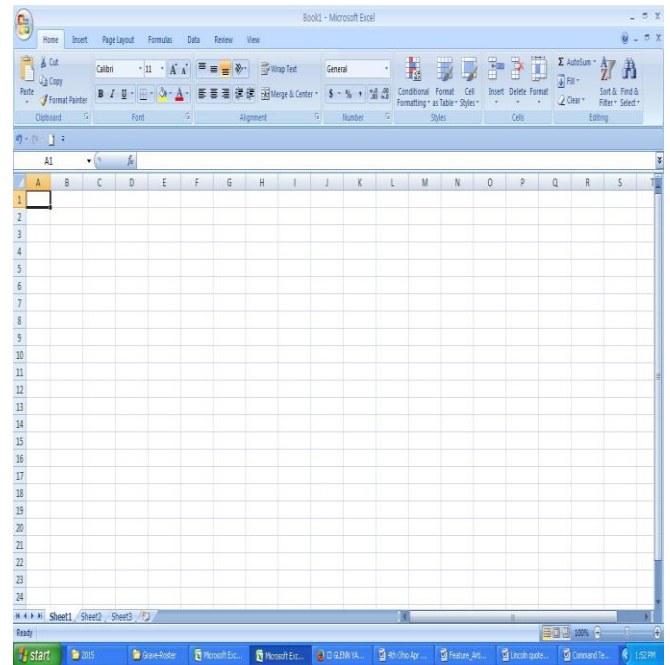 Book1 - Microsoft Excel
Home Insert Page Layout Formulas Data Review View
Paste
Cut
Copy
Format Painter
Clipboard
Calibri 11 A A
B I U A
Font
Wrap Text
Merge & Center
Alignment
General
$ % ,
Number
Conditional Formatting
Format as Table
Cell Styles
Styles
Insert Delete Format
Cells
Σ AutoSum
Fill
Clear
Sort & Filter
Find & Select
Editing
A1 fx
A B C D E F G H I J K L M N O P Q R S T
1
2
3
4
5
6
7
8
9
10
11
12
13
14
15
16
17
18
19
20
21
22
23
24
Sheet1 Sheet2 Sheet3
Ready 100%
start 2015 Grave-Roster Microsoft Exc... Microsoft Exc... 4th Ohio Apr ... Feature_Arti... Lincoln quote... Command Te... 1:52 PM